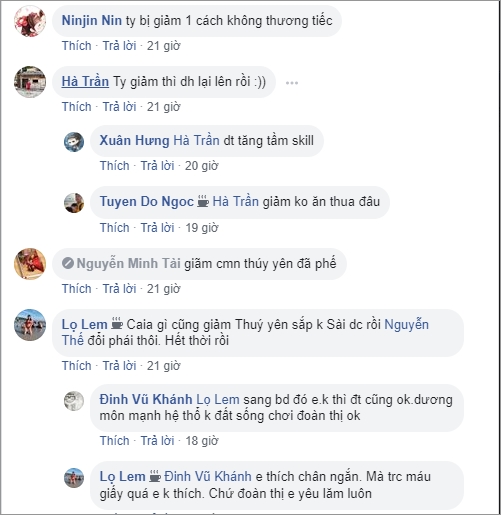 Ninjin Nin ty bị giảm 1 cách không thương tiếc
Thích · Trả lời · 21 giờ
Hà Trần Ty giảm thì dh lại lên rồi :)) ...
Thích · Trả lời · 21 giờ
Xuân Hưng Hà Trần dt tăng tầm skill
Thích · Trả lời · 20 giờ
Tuyen Do Ngoc Hà Trần giảm ko ăn thua đâu
Thích · Trả lời · 19 giờ
Nguyễn Minh Tài giãm cmn thúy yên đã phế
Thích · Trả lời · 21 giờ
Lọ Lem Caia gì cũng giảm Thuý yên sắp k Sài dc rồi Nguyễn
Thế đổi phái thôi. Hết thời rồi
Thích · Trả lời · 21 giờ
Đinh Vũ Khánh Lọ Lem sang bd đó e.k thì đt cũng ok.dương
môn mạnh hệ thổ k đất sống chơi đoàn thị ok
Thích · Trả lời · 18 giờ
Lọ Lem Đinh Vũ Khánh e thích chân ngắn. Mà trc máu
giấy quá e k thích. Chứ đoàn thị e yêu lăm luôn